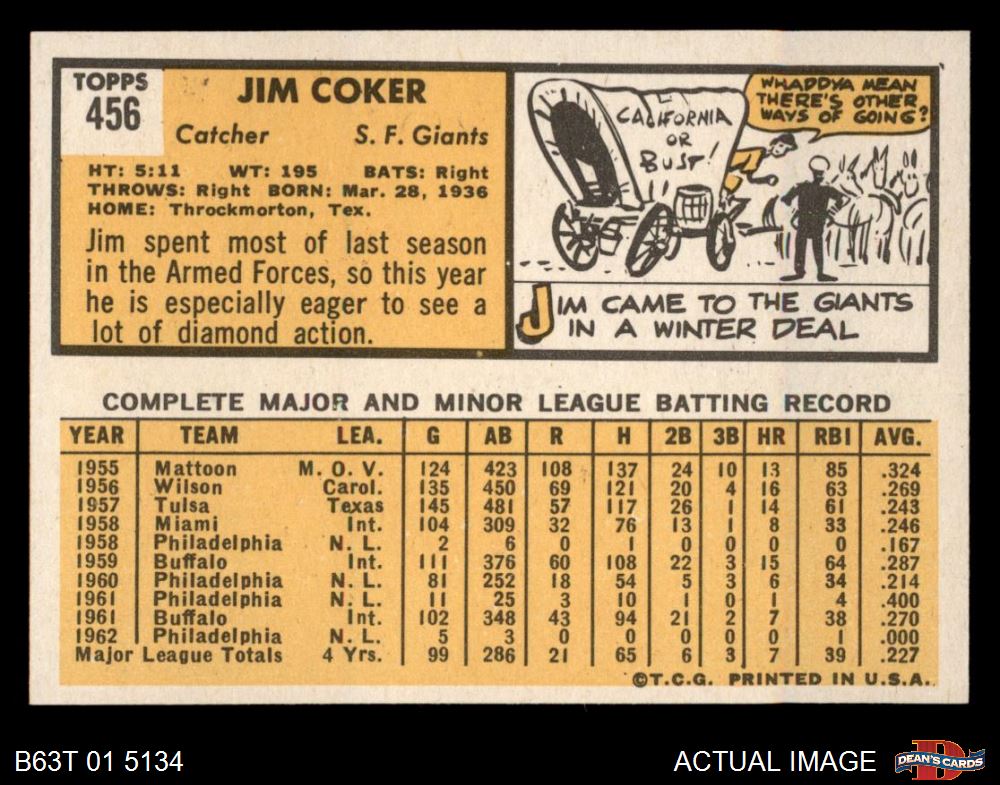 TOPPS
456
JIM COKER
Catcher S. F. Giants
HT: 5:11 WT: 195 BATS: Right
THROWS: Right BORN: Mar. 28, 1936
HOME: Throckmorton, Tex.
Jim spent most of last season
in the Armed Forces, so this year
he is especially eager to see a
lot of diamond action.
CALIFORNIA
OR
BUST!
WHADDYA MEAN
THERE'S OTHER
WAYS OF GOING?
JIM CAME TO THE GIANTS
IN A WINTER DEAL
COMPLETE MAJOR AND MINOR LEAGUE BATTING RECORD
YEAR TEAM LEA. G AB R H 2B 3B HR RBI AVG.
1955 Mattoon M. O. V. 124 423 108 137 24 10 13 85 .324
1956 Wilson Carol. 135 450 69 121 20 4 16 63 .269
1957 Tulsa Texas 145 481 57 117 26 1 14 61 .243
1958 Miami Int. 104 309 32 76 13 1 8 33 .246
1958 Philadelphia N. L. 2 6 0 1 0 0 0 0 .167
1959 Buffalo Int. 111 376 60 108 22 3 15 64 .287
1960 Philadelphia N. L. 81 252 18 54 5 3 6 34 .214
1961 Philadelphia N. L. 11 25 3 10 1 0 1 4 .400
1961 Buffalo Int. 102 348 43 94 21 2 7 38 .270
1962 Philadelphia N. L. 5 3 0 0 0 0 0 1 .000
Major League Totals 4 Yrs. 99 286 21 65 6 3 7 39 .227
©T.C.G. PRINTED IN U.S.A.
B63T 01 5134 ACTUAL IMAGE DEAN'S CARDS